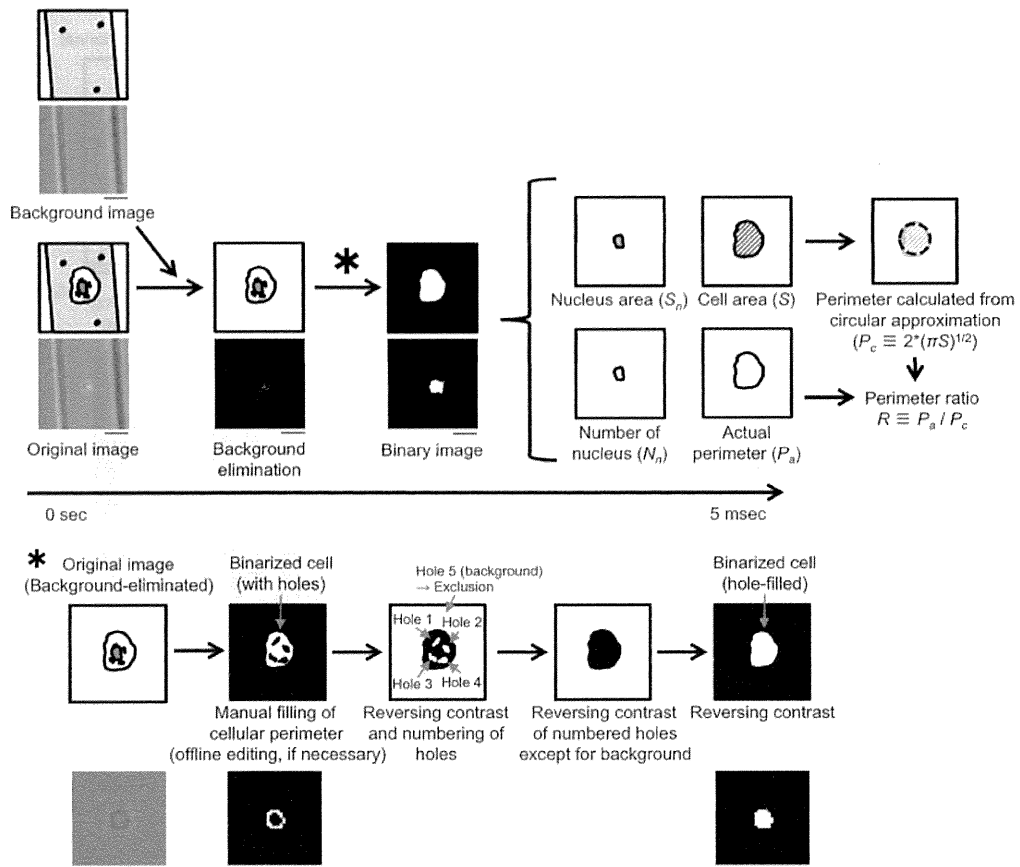 Background image
Original image
Background
elimination
*
Binary image
Nucleus area (Sₙ)
Cell area (S)
Perimeter calculated from
circular approximation
(P_c ≡ 2*(πS)^1/2)
Number of
nucleus (Nₙ)
Actual
perimeter (Pₐ)
Perimeter ratio
R ≡ Pₐ / P_c
0 sec
5 msec
* Original image
(Background-eliminated)
Binarized cell
(with holes)
Manual filling of
cellular perimeter
(offline editing, if necessary)
Hole 5 (background)
→ Exclusion
Hole 1
Hole 2
Hole 3
Hole 4
Reversing contrast
and numbering of
holes
Reversing contrast
of numbered holes
except for background
Binarized cell
(hole-filled)
Reversing contrast